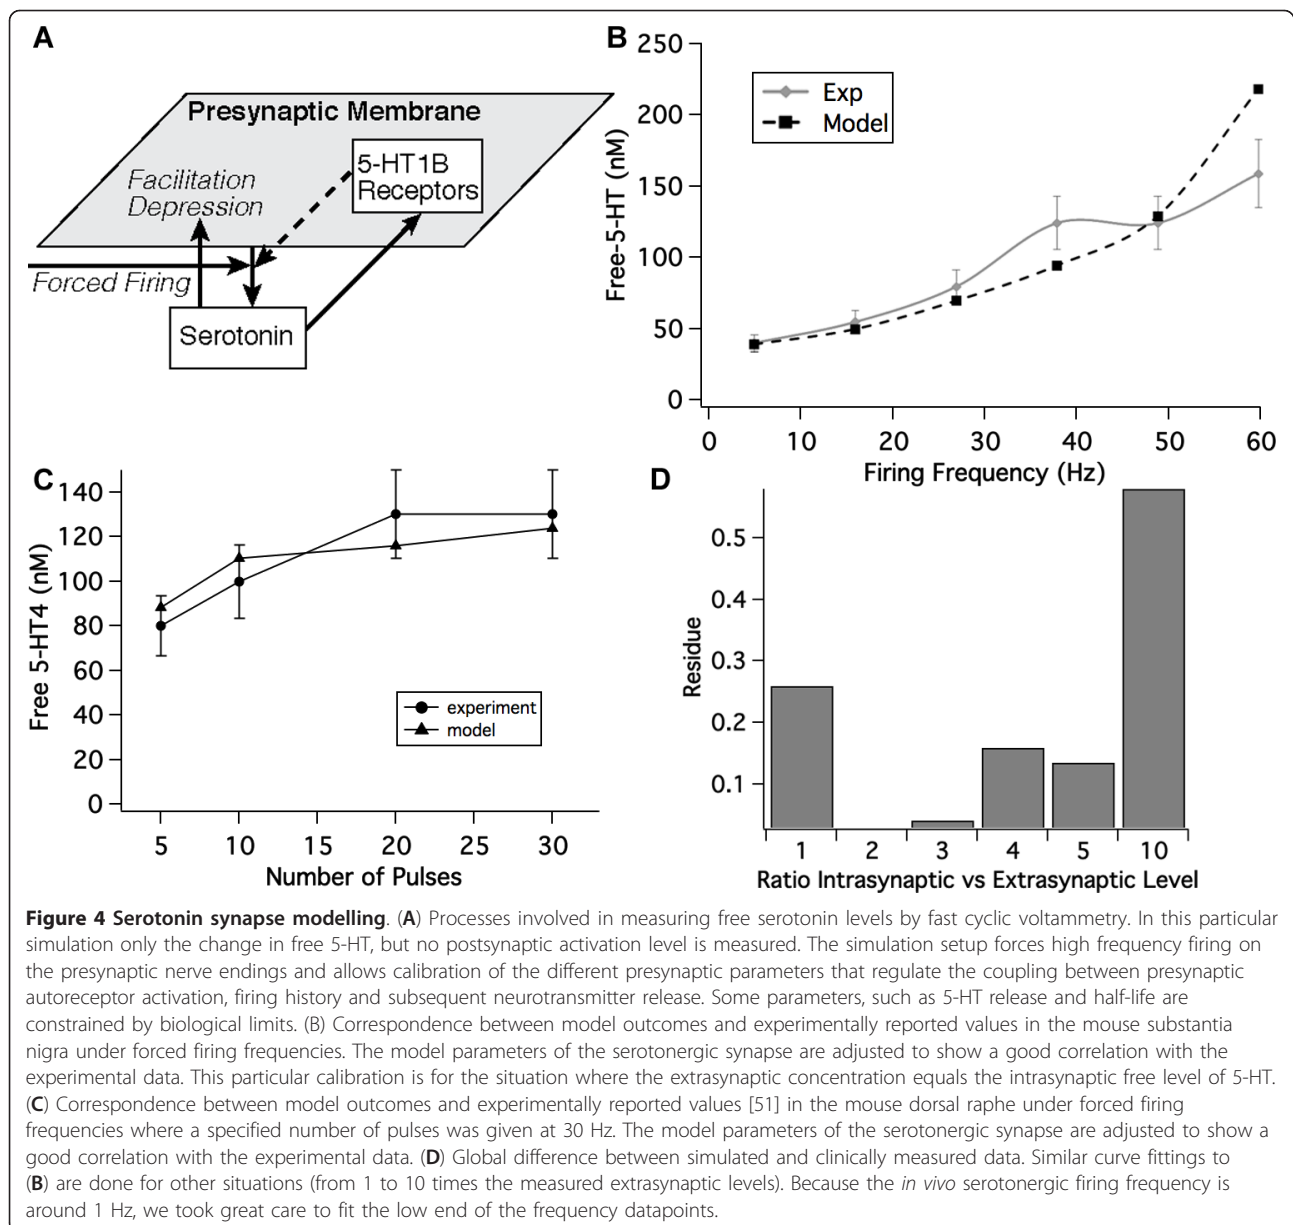 A
Presynaptic Membrane
5-HT1B
Receptors
Facilitation
Depression
Forced Firing
Serotonin
B
250
200
150
100
50
0
Free-5-HT (nM)
Exp
Model
0 10 20 30 40 50 60
Firing Frequency (Hz)
C
140
120
100
80
60
40
20
0
Free 5-HT4 (nM)
experiment
model
5 10 15 20 25 30
Number of Pulses
D
0.5
0.4
0.3
0.2
0.1
Residue
1 2 3 4 5 10
Ratio Intrasynaptic vs Extrasynaptic Level
Figure 4 Serotonin synapse modelling. (A) Processes involved in measuring free serotonin levels by fast cyclic voltammetry. In this particular
simulation only the change in free 5-HT, but no postsynaptic activation level is measured. The simulation setup forces high frequency firing on
the presynaptic nerve endings and allows calibration of the different presynaptic parameters that regulate the coupling between presynaptic
autoreceptor activation, firing history and subsequent neurotransmitter release. Some parameters, such as 5-HT release and half-life are
constrained by biological limits. (B) Correspondence between model outcomes and experimentally reported values in the mouse substantia
nigra under forced firing frequencies. The model parameters of the serotonergic synapse are adjusted to show a good correlation with the
experimental data. This particular calibration is for the situation where the extrasynaptic concentration equals the intrasynaptic free level of 5-HT.
(C) Correspondence between model outcomes and experimentally reported values [51] in the mouse dorsal raphe under forced firing
frequencies where a specified number of pulses was given at 30 Hz. The model parameters of the serotonergic synapse are adjusted to show a
good correlation with the experimental data. (D) Global difference between simulated and clinically measured data. Similar curve fittings to
(B) are done for other situations (from 1 to 10 times the measured extrasynaptic levels). Because the in vivo serotonergic firing frequency is
around 1 Hz, we took great care to fit the low end of the frequency datapoints.